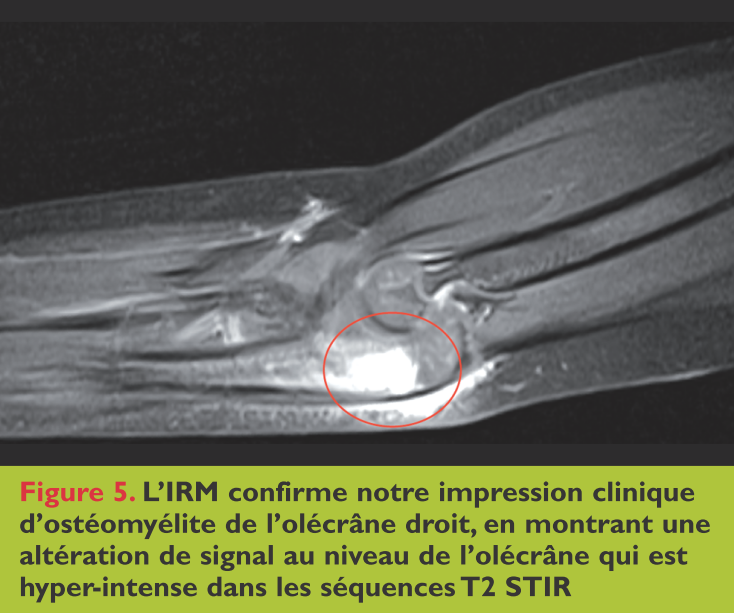 Figure 5. L’IRM confirme notre impression clinique
d’ostéomyélite de l’olécrâne droit, en montrant une
altération de signal au niveau de l’olécrâne qui est
hyper-intense dans les séquences T2 STIR